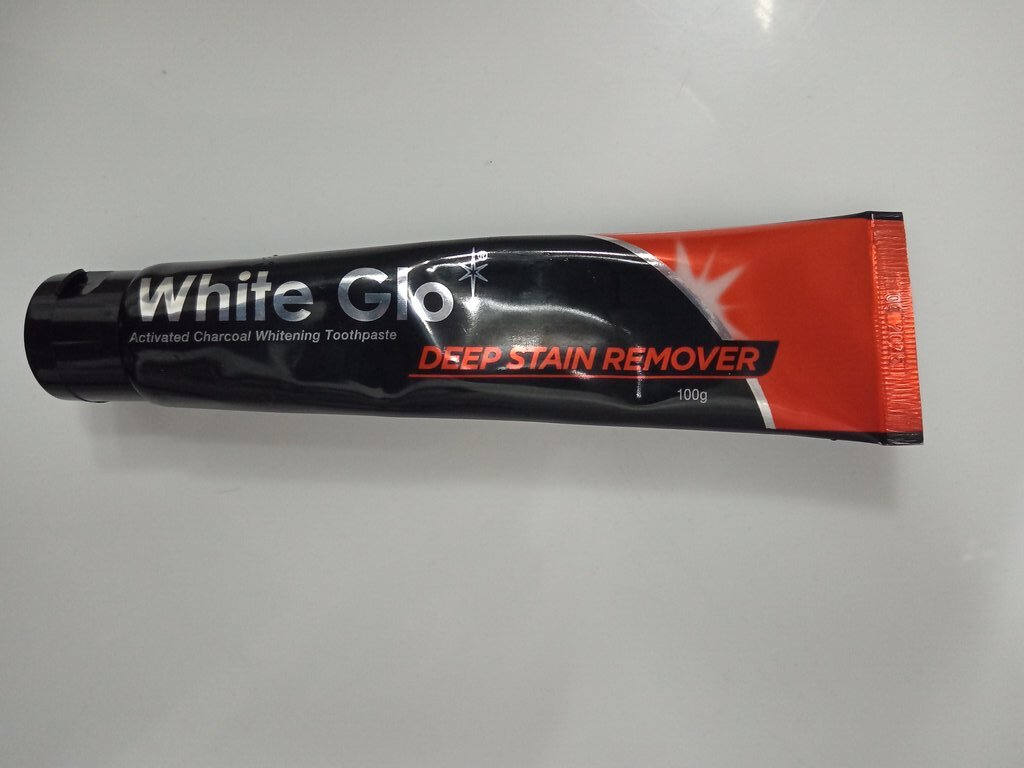 White Glo®
Activated Charcoal Whitening Toothpaste
DEEP STAIN REMOVER
100g